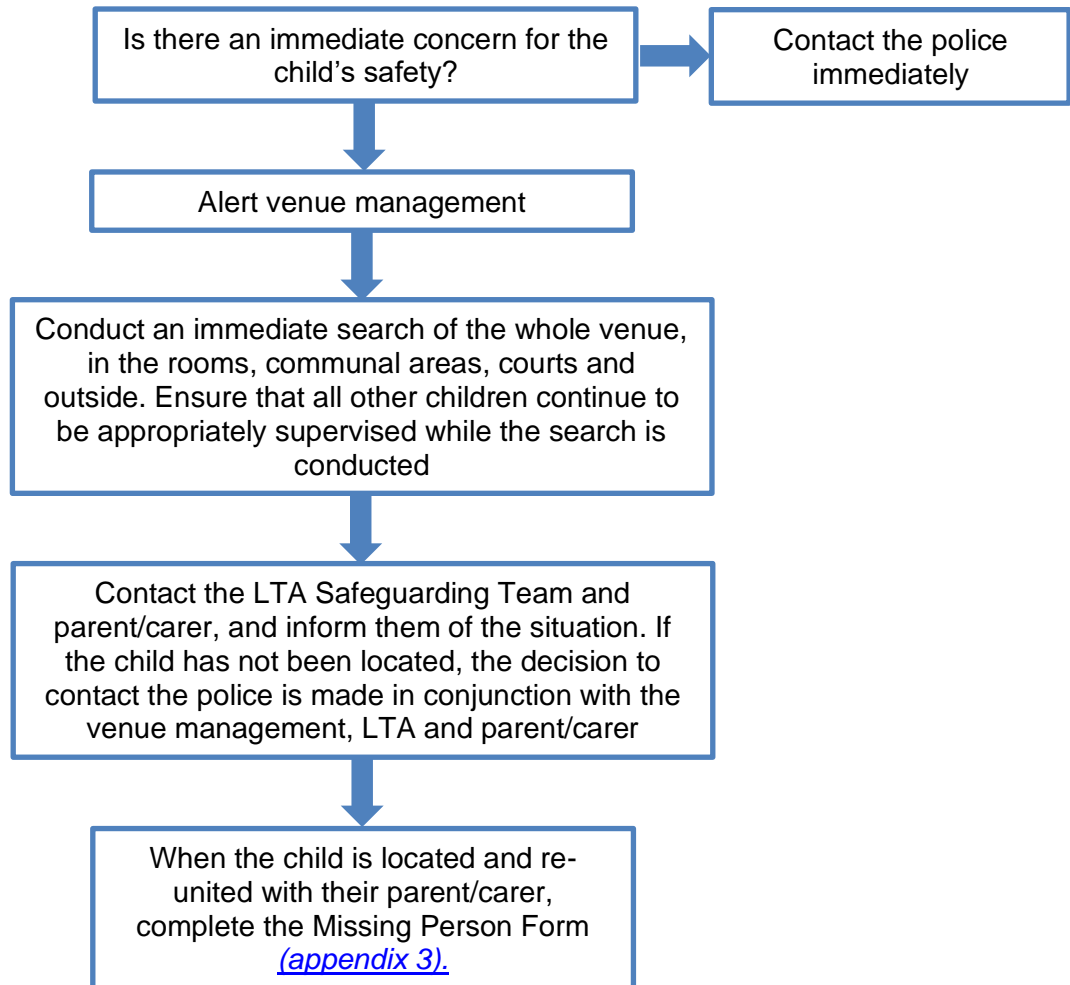 Is there an immediate concern for the
child’s safety?
Contact the police
immediately
Alert venue management
Conduct an immediate search of the whole venue,
in the rooms, communal areas, courts and
outside. Ensure that all other children continue to
be appropriately supervised while the search is
conducted
Contact the LTA Safeguarding Team and
parent/carer, and inform them of the situation. If
the child has not been located, the decision to
contact the police is made in conjunction with the
venue management, LTA and parent/carer
When the child is located and re-
united with their parent/carer,
complete the Missing Person Form
(appendix 3).